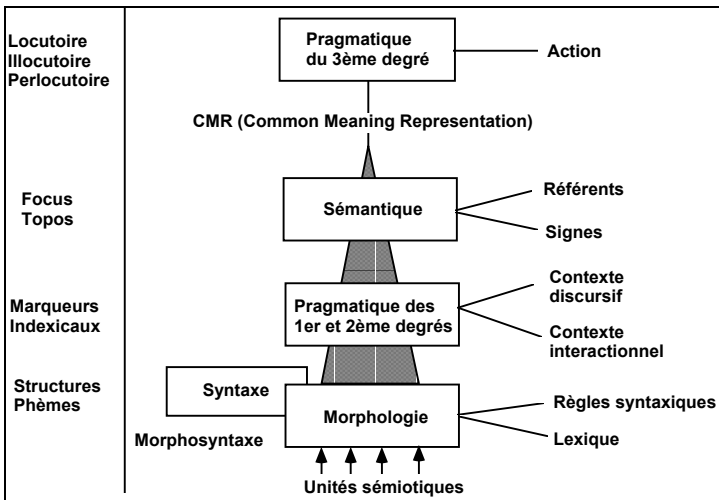 Locutoire
Illocutoire
Perlocutoire
Pragmatique
du 3ème degré
Action
CMR (Common Meaning Representation)
Focus
Topos
Sémantique
Référents
Signes
Marqueurs
Indexicaux
Pragmatique des
1er et 2ème degrés
Contexte
discursif
Contexte
interactionnel
Structures
Phèmes
Syntaxe
Morphologie
Morphosyntaxe
Règles syntaxiques
Lexique
Unités sémiotiques